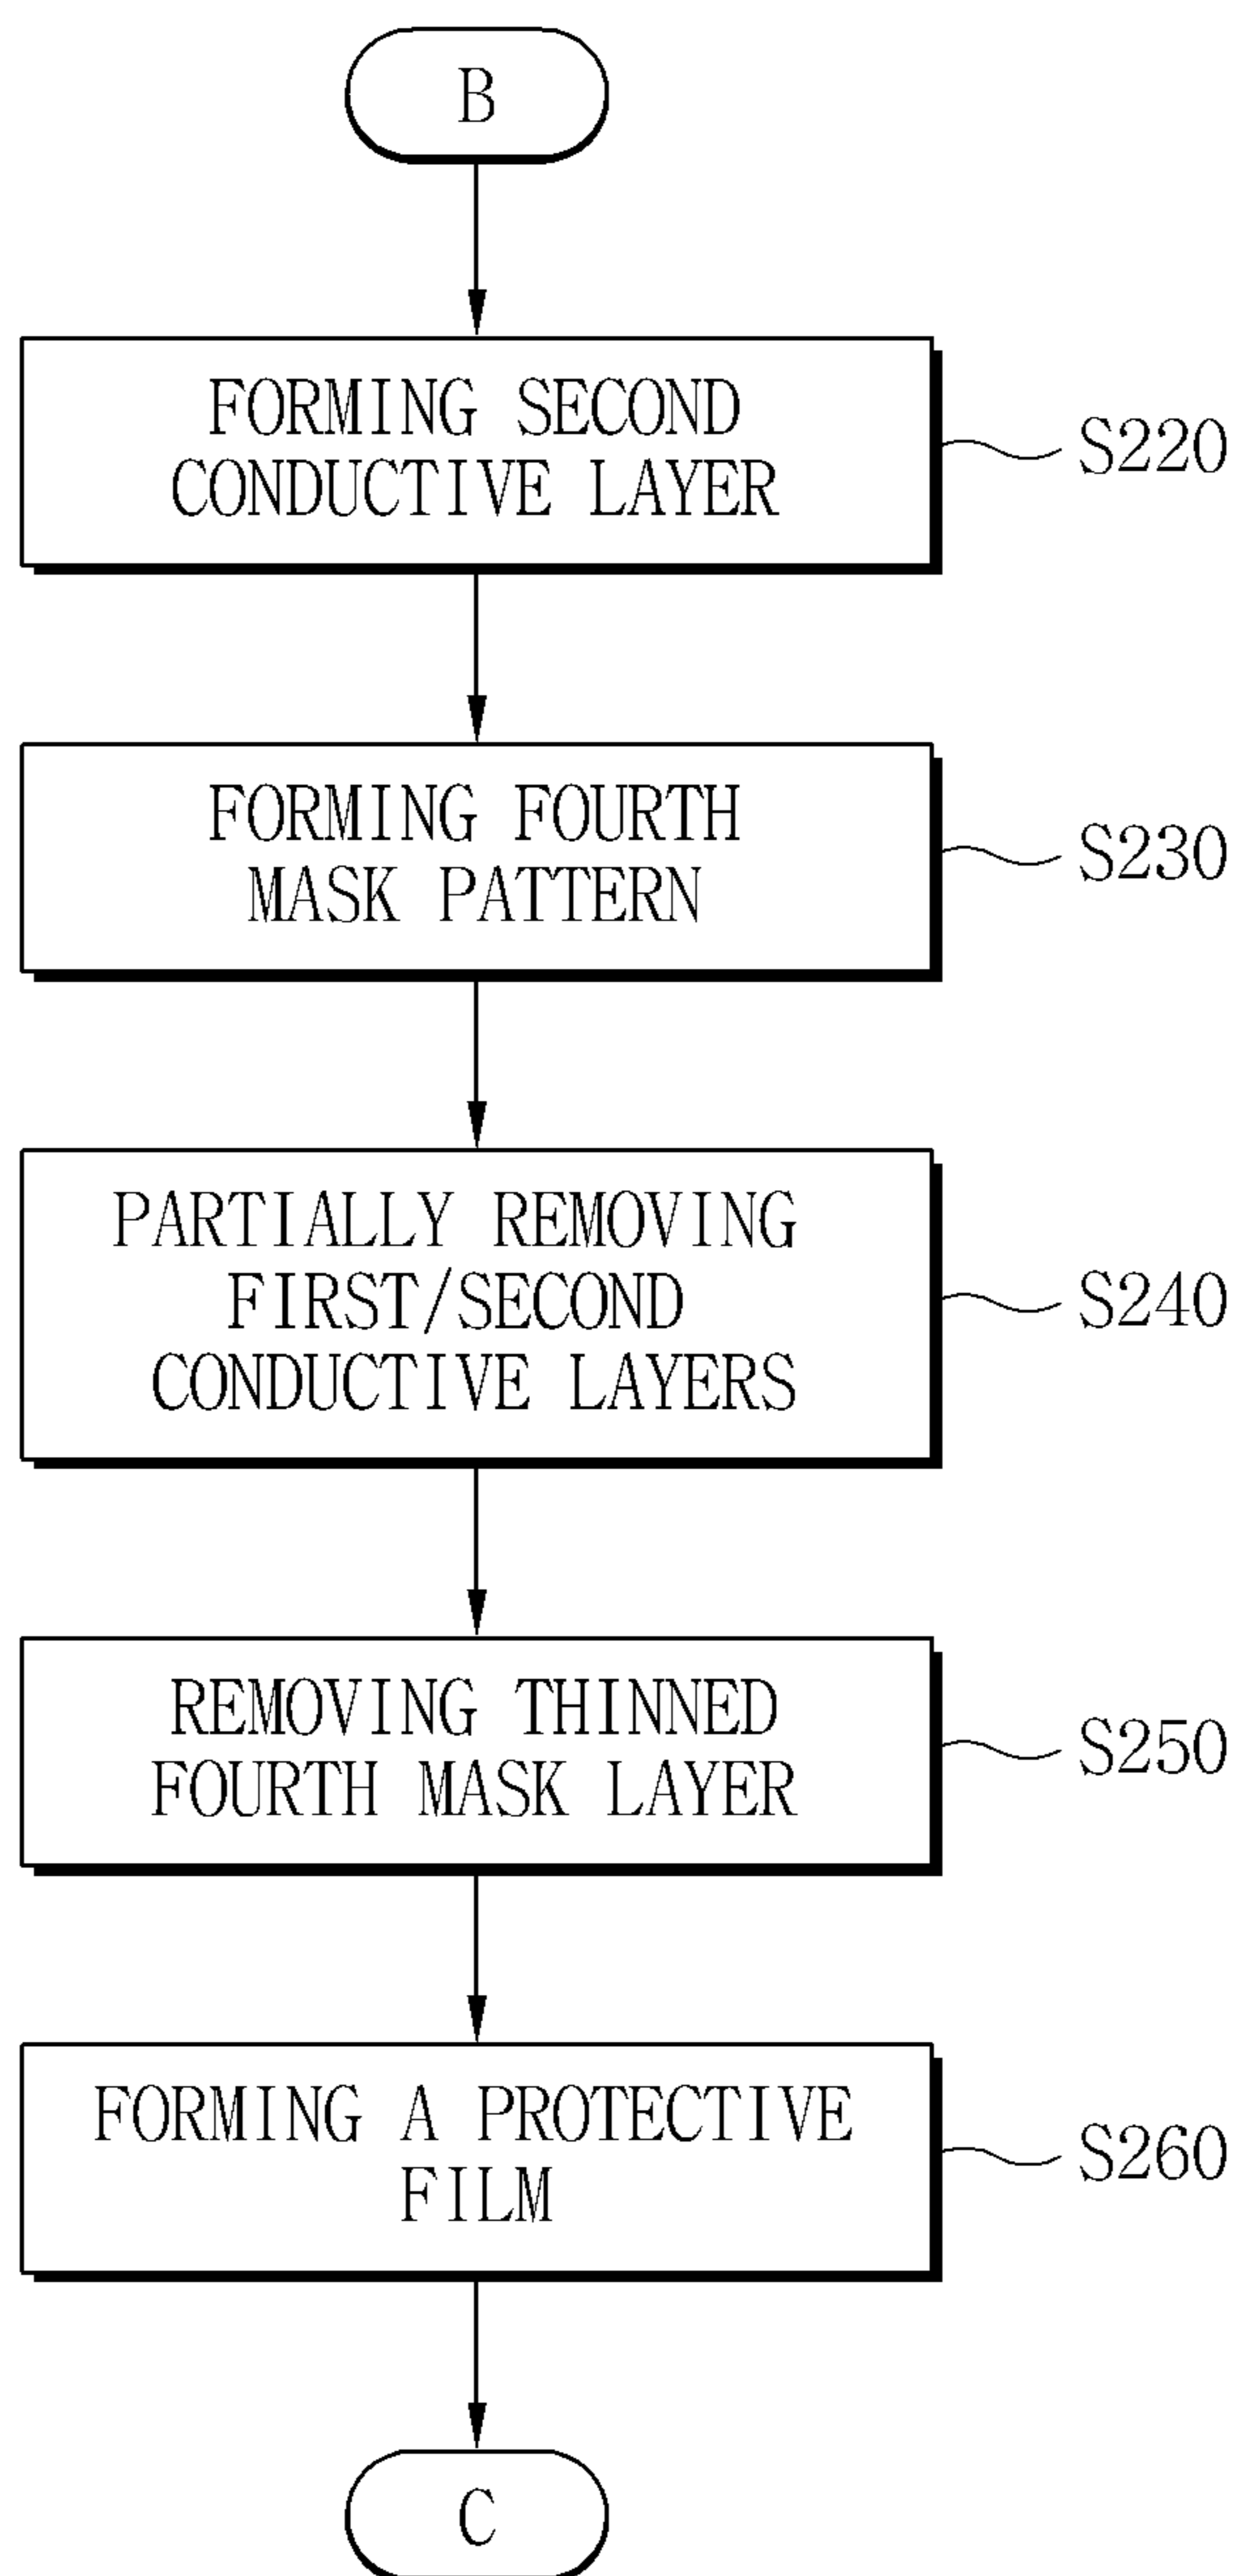 B
FORMING SECOND
CONDUCTIVE LAYER
S220
FORMING FOURTH
MASK PATTERN
S230
PARTIALLY REMOVING
FIRST/SECOND
CONDUCTIVE LAYERS
S240
REMOVING THINNED
FOURTH MASK LAYER
S250
FORMING A PROTECTIVE
FILM
S260
C